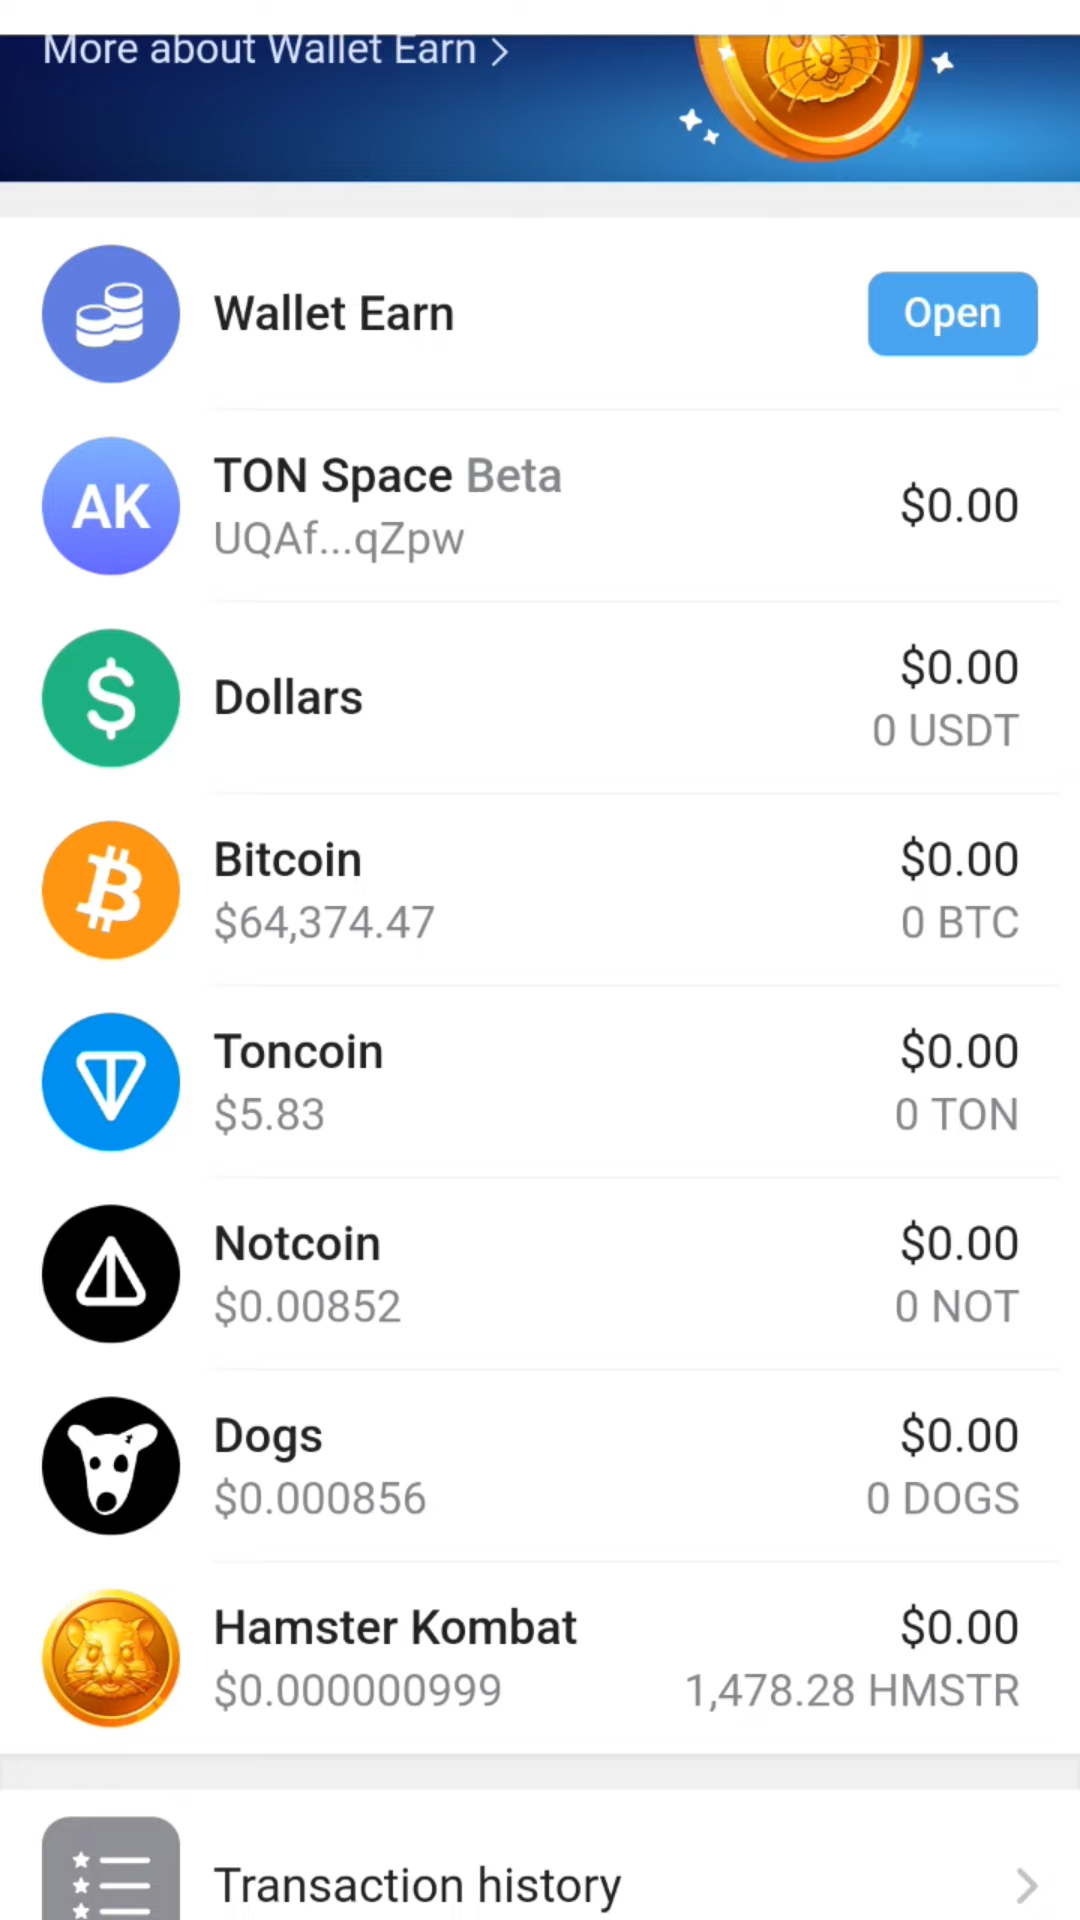 More about Wallet Earn >
Wallet Earn
Open
TON Space Beta
UQAf...qZpw
$0.00
AK
Dollars
$0.00
0 USDT
Bitcoin
$64,374.47
$0.00
0 BTC
Toncoin
$5.83
$0.00
0 TON
Notcoin
$0.00852
$0.00
0 NOT
Dogs
$0.000856
$0.00
0 DOGS
Hamster Kombat
$0.000000999
$0.00
1,478.28 HMSTR
Transaction history